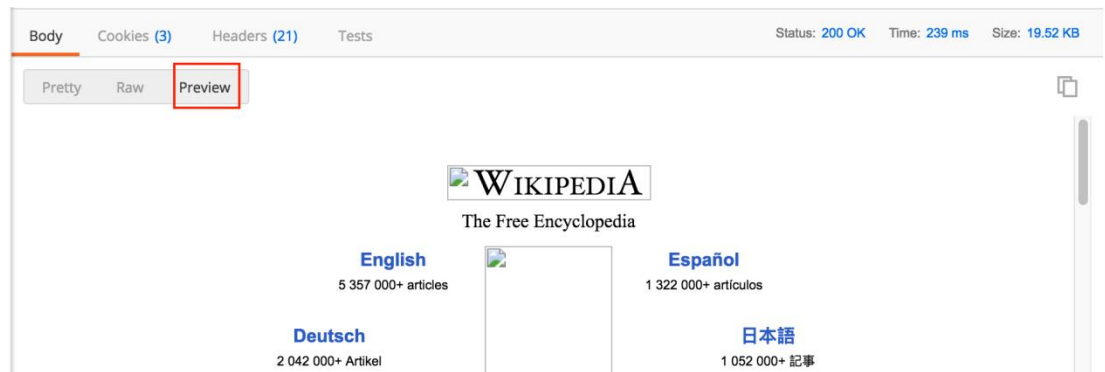 Body Cookies (3) Headers (21) Tests Status: 200 OK Time: 239 ms Size: 19.52 KB
Pretty Raw Preview
WIKIPEDIA
The Free Encyclopedia
English Español
5 357 000+ articles 1 322 000+ artículos
Deutsch 日本語
2 042 000+ Artikel 1 052 000+ 記事